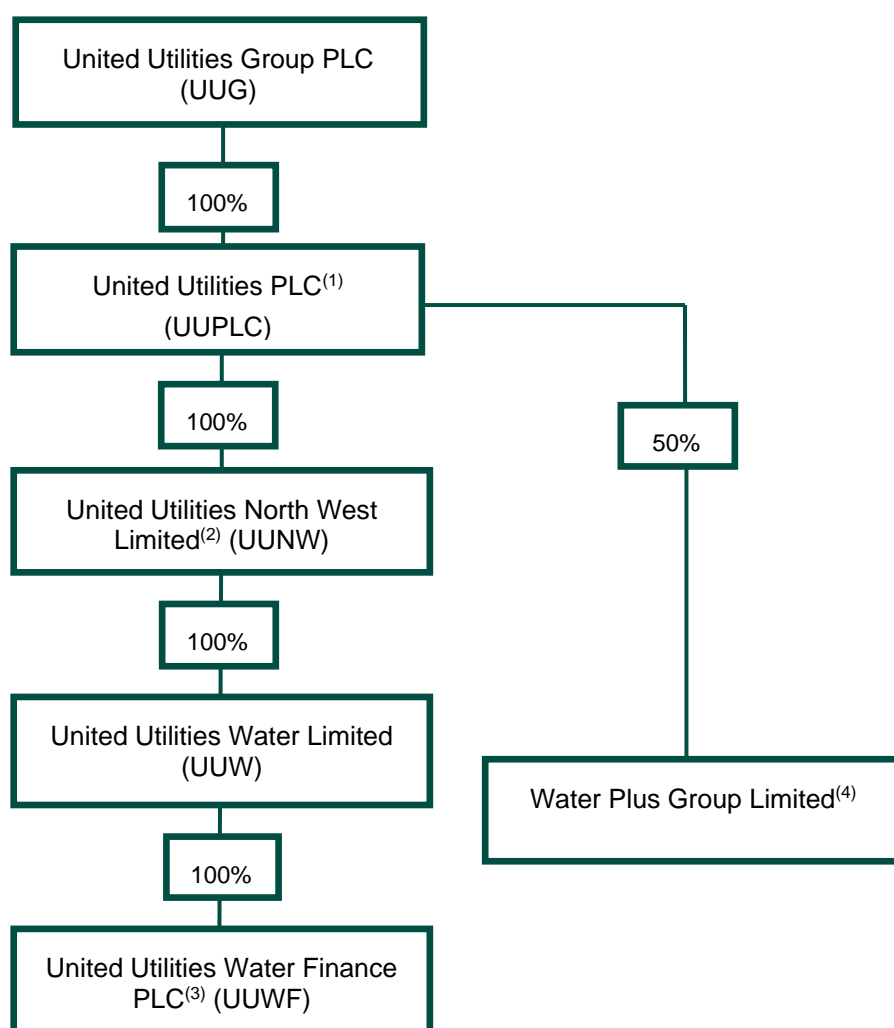 United Utilities Group PLC
(UUG)
100%
United Utilities PLC(1)
(UUPLC)
100%
50%
United Utilities North West
Limited(2) (UUNW)
100%
United Utilities Water Limited
(UUW)
Water Plus Group Limited(4)
100%
United Utilities Water Finance
PLC(3) (UUWF)